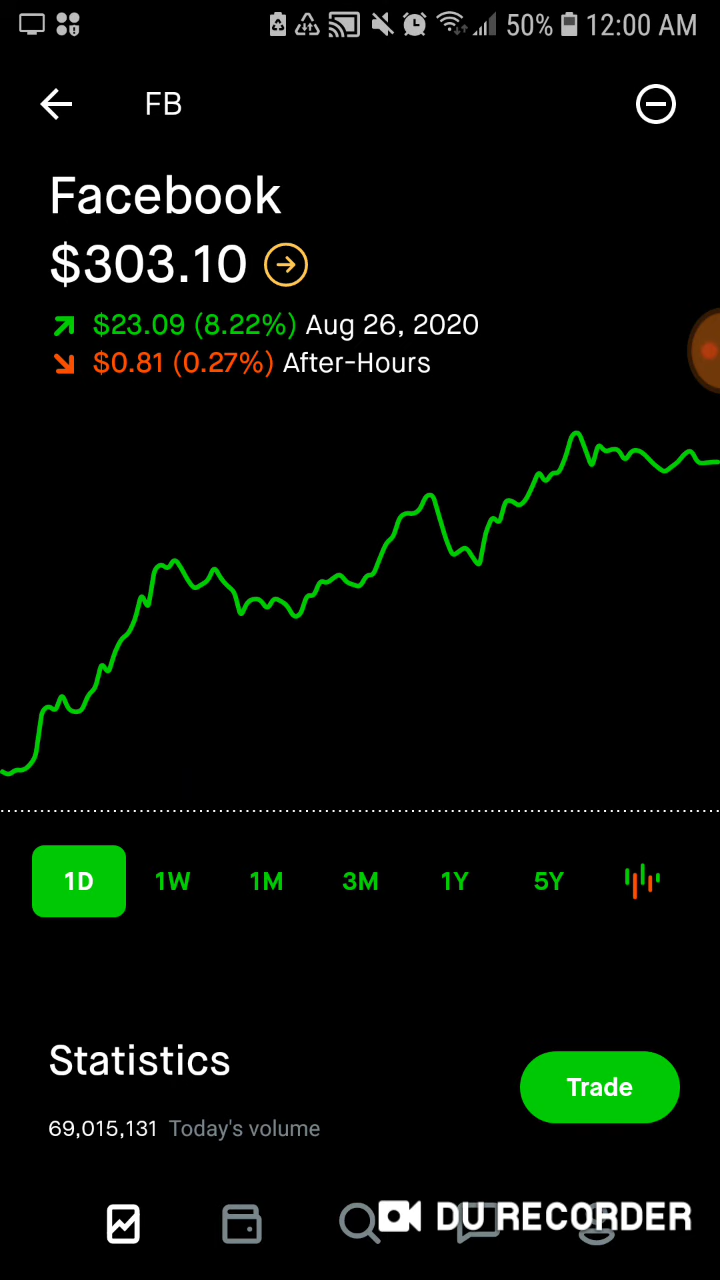 50% 12:00 AM
FB
Facebook
$303.10
$23.09 (8.22%) Aug 26, 2020
$0.81 (0.27%) After-Hours
1D 1W 1M 3M 1Y 5Y
Statistics
Trade
69,015,131 Today's volume
DU RECORDER